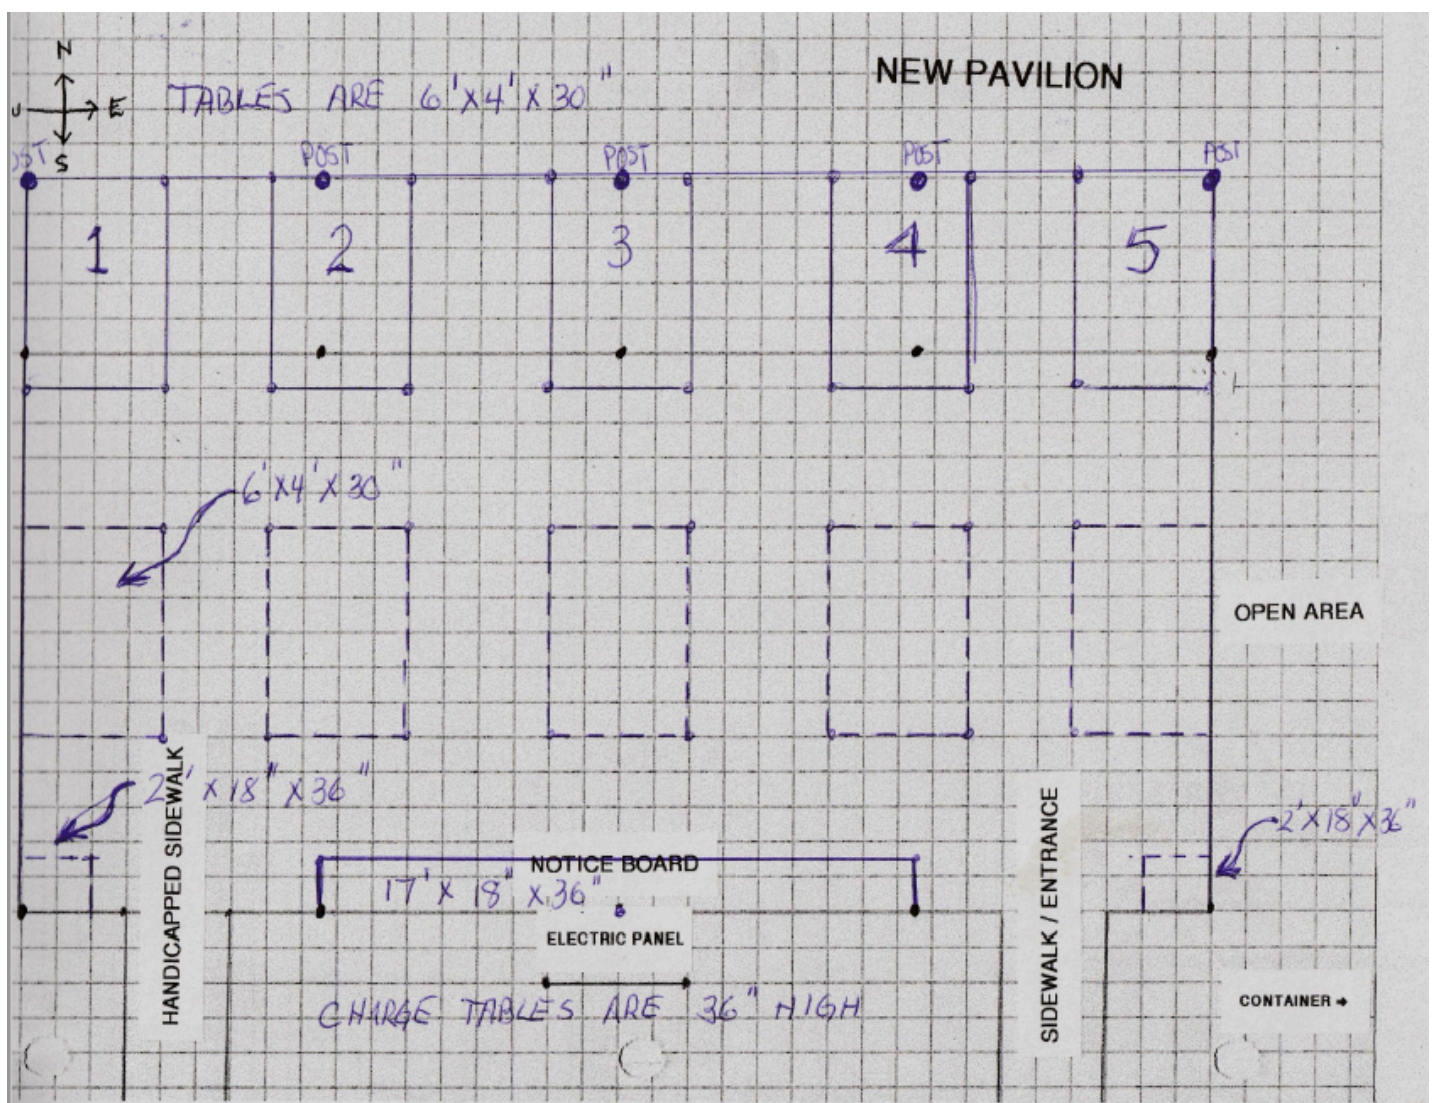 N
NEW PAVILION
TABLES ARE 6'X4'X30"
E
S
POST
POST
POST
POST
1
2
3
4
5
6'X4'X30"
OPEN AREA
2'X18"X36"
2'X18"X36"
HANDICAPPED SIDEWALK
SIDEWALK / ENTRANCE
NOTICE BOARD
17'X18"X36"
ELECTRIC PANEL
CONTAINER →
CHARGE TABLES ARE 36" HIGH